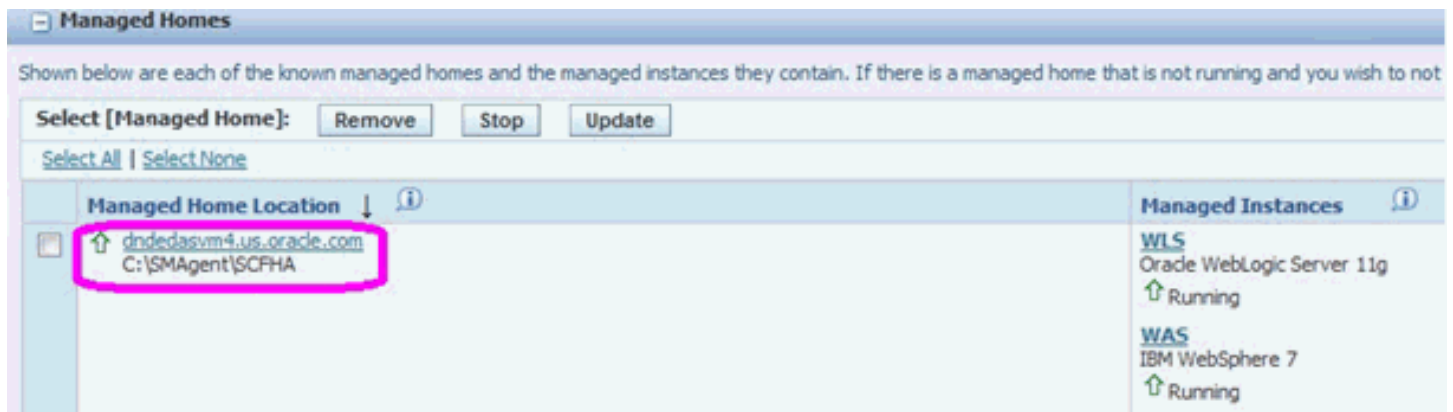 Managed Homes
Shown below are each of the known managed homes and the managed instances they contain. If there is a managed home that is not running and you wish to not
Select [Managed Home]: Remove Stop Update
Select All | Select None
Managed Home Location ↓ Managed Instances
dndedasvm4.us.oracle.com WLS
C:\SMAgent\SCFHA Oracle WebLogic Server 11g
Running
WAS
IBM WebSphere 7
Running